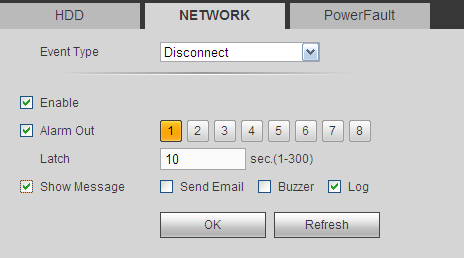 HDD NETWORK PowerFault
Event Type Disconnect
Enable
Alarm Out 1 2 3 4 5 6 7 8
Latch 10 sec.(1-300)
Show Message Send Email Buzzer Log
OK Refresh